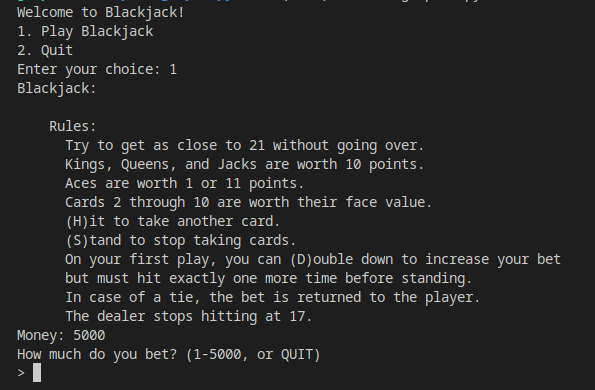 Welcome to Blackjack!
1. Play Blackjack
2. Quit
Enter your choice: 1
Blackjack:
Rules:
Try to get as close to 21 without going over.
Kings, Queens, and Jacks are worth 10 points.
Aces are worth 1 or 11 points.
Cards 2 through 10 are worth their face value.
(H)it to take another card.
(S)tand to stop taking cards.
On your first play, you can (D)ouble down to increase your bet
but must hit exactly one more time before standing.
In case of a tie, the bet is returned to the player.
The dealer stops hitting at 17.
Money: 5000
How much do you bet? (1-5000, or QUIT)
>